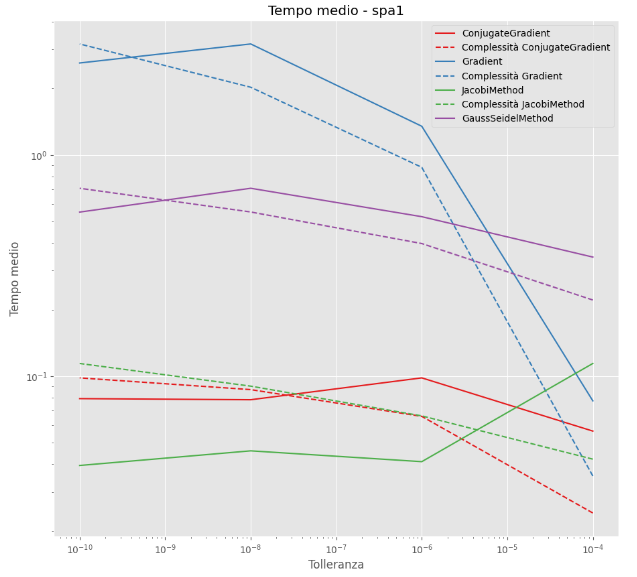 Tempo medio - spa1
ConjugateGradient
Complessità ConjugateGradient
Gradient
Complessità Gradient
JacobiMethod
Complessità JacobiMethod
GaussSeidelMethod
Tempo medio
10⁰
10⁻¹
10⁻¹⁰ 10⁻⁹ 10⁻⁸ 10⁻⁷ 10⁻⁶ 10⁻⁵ 10⁻⁴
Tolleranza